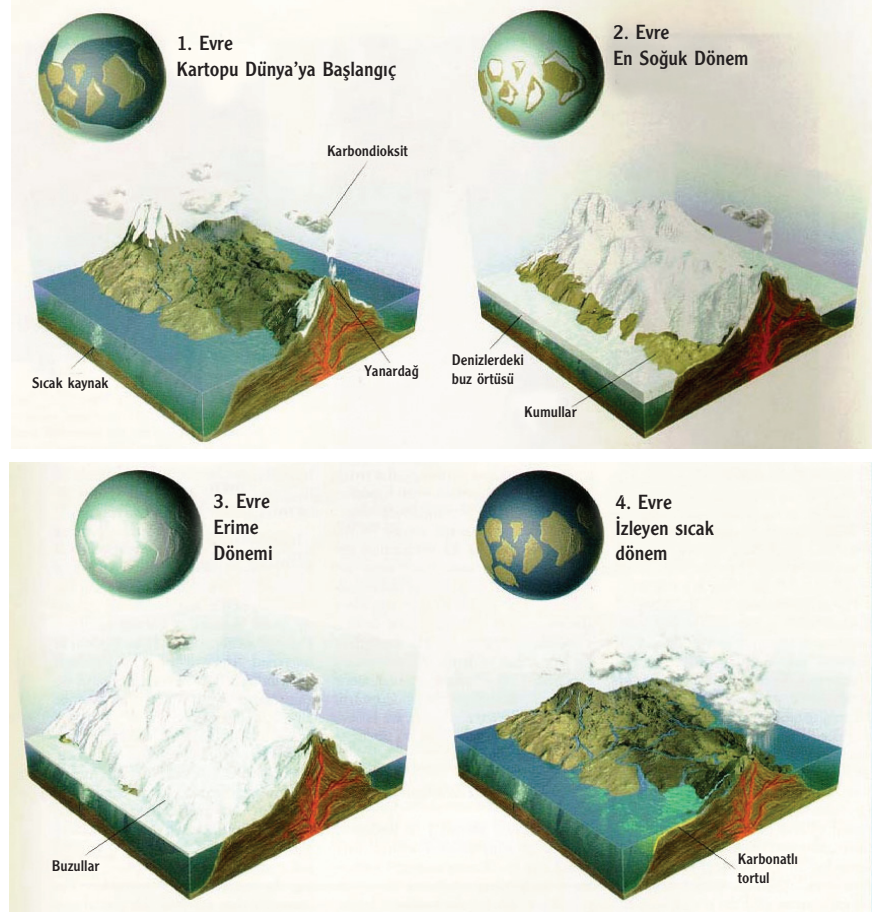 1. Evre
Kartopu Dünya'ya Başlangıç
Karbondioksit
Sıcak kaynak
Yanardağ
2. Evre
En Soğuk Dönem
Denizlerdeki
buz örtüsü
Kumullar
3. Evre
Erime
Dönemi
Buzullar
4. Evre
İzleyen sıcak
dönem
Karbonatlı
tortul